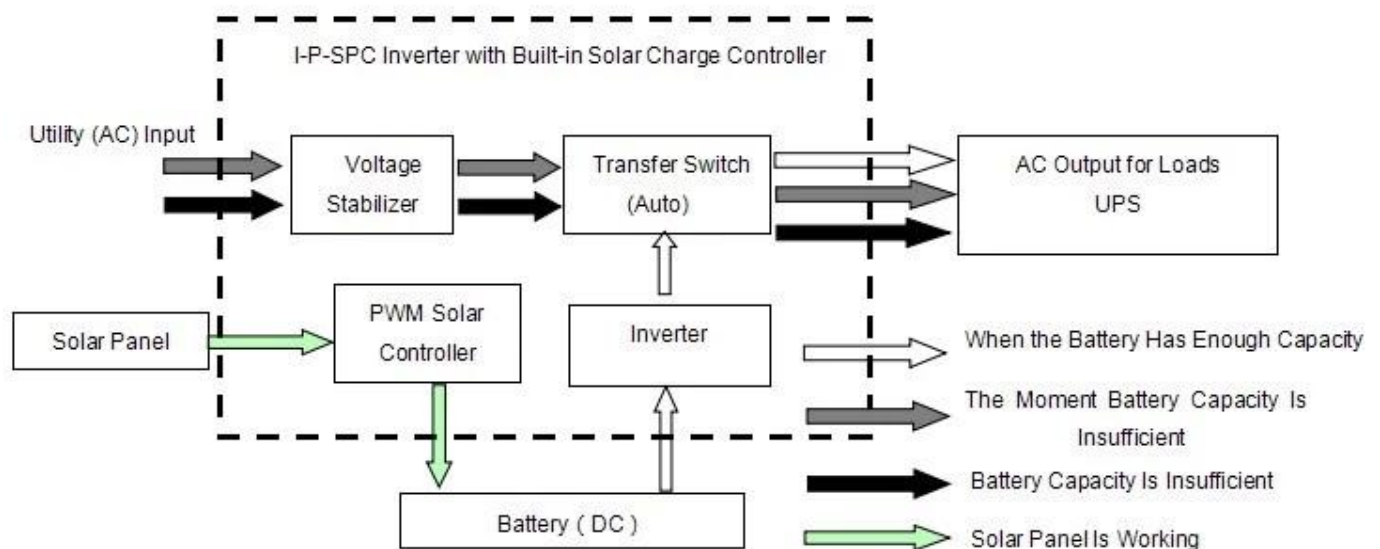 I-P-SPC Inverter with Built-in Solar Charge Controller
Utility (AC) Input
Voltage
Stabilizer
Transfer Switch
(Auto)
AC Output for Loads
UPS
Solar Panel
PWM Solar
Controller
Inverter
Battery ( DC )
When the Battery Has Enough Capacity
The Moment Battery Capacity Is
Insufficient
Battery Capacity Is Insufficient
Solar Panel Is Working